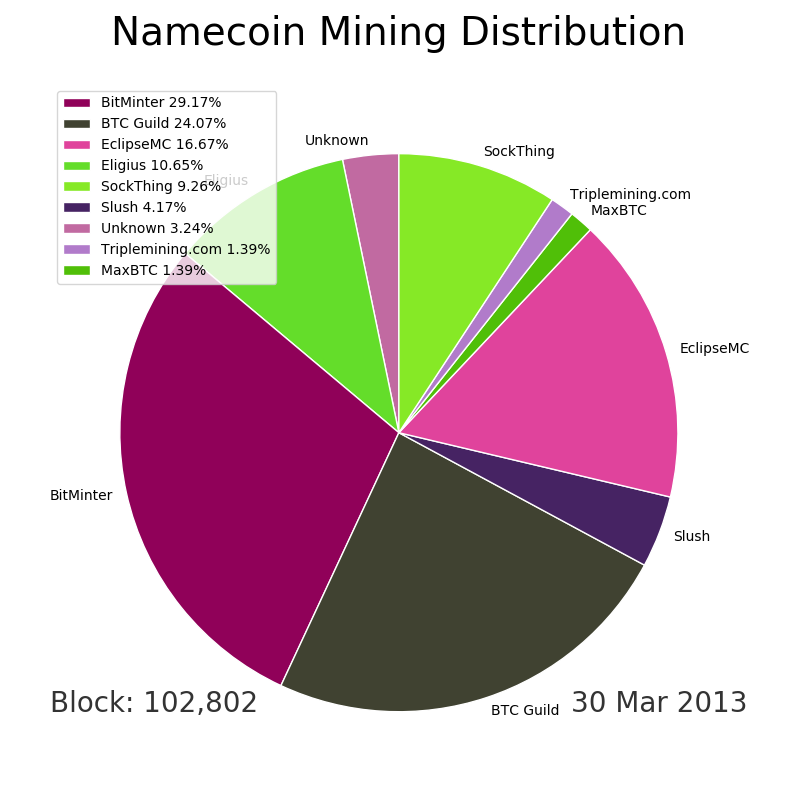 Namecoin Mining Distribution
BitMinter 29.17%
BTC Guild 24.07%
EclipseMC 16.67%
Eligius 10.65%
SockThing 9.26%
Slush 4.17%
Unknown 3.24%
Triplemining.com 1.39%
MaxBTC 1.39%
Unknown
SockThing
Eligius
Triplemining.com
MaxBTC
EclipseMC
BitMinter
Slush
BTC Guild
Block: 102,802
30 Mar 2013